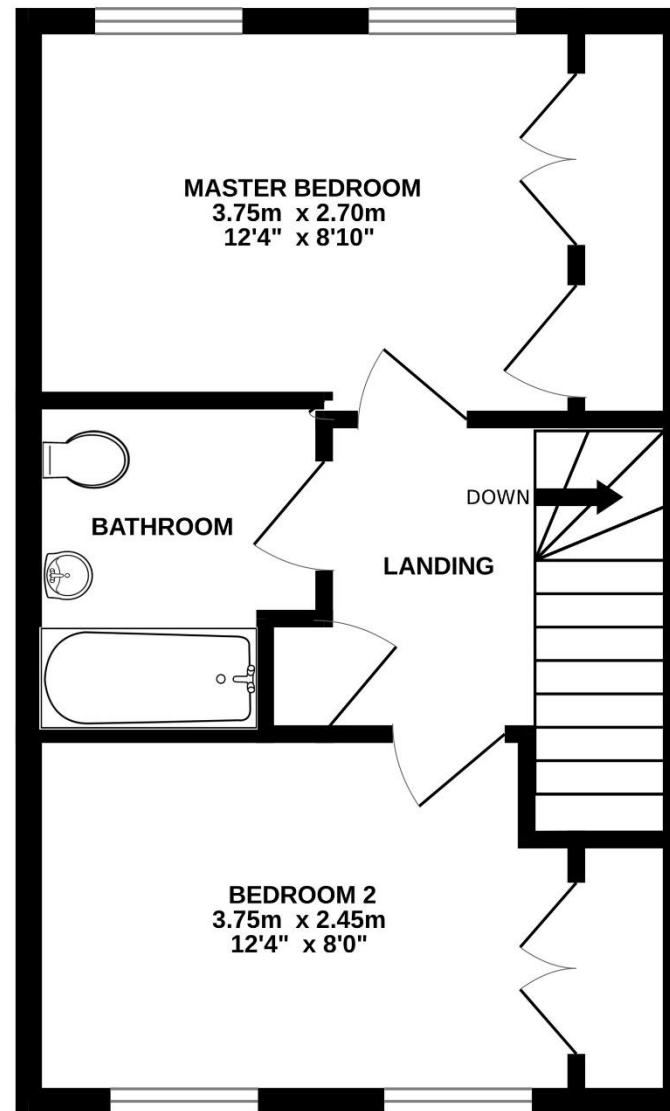 MASTER BEDROOM
3.75m x 2.70m
12'4" x 8'10"
DOWN
BATHROOM
LANDING
BEDROOM 2
3.75m x 2.45m
12'4" x 8'0"